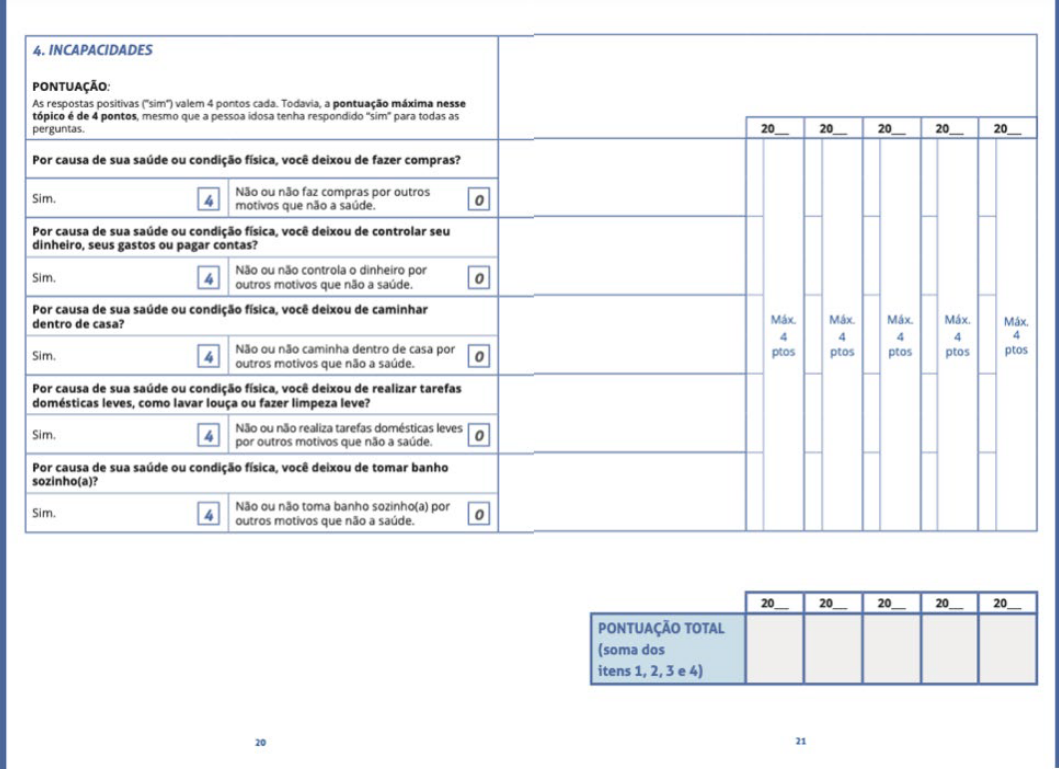 4. INCAPACIDADES
PONTUAÇÃO:
As respostas positivas ("sim") valem 4 pontos cada. Todavia, a pontuação máxima nesse
tópico é de 4 pontos, mesmo que a pessoa idosa tenha respondido "sim" para todas as
perguntas.
20__ 20__ 20__ 20__ 20__
Por causa de sua saúde ou condição física, você deixou de fazer compras?
Sim. 4 Não ou não faz compras por outros
motivos que não a saúde. 0
Por causa de sua saúde ou condição física, você deixou de controlar seu
dinheiro, seus gastos ou pagar contas?
Sim. 4 Não ou não controla o dinheiro por
outros motivos que não a saúde. 0
Por causa de sua saúde ou condição física, você deixou de caminhar
dentro de casa?
Sim. 4 Não ou não caminha dentro de casa por
outros motivos que não a saúde. 0
Por causa de sua saúde ou condição física, você deixou de realizar tarefas
domésticas leves, como lavar louça ou fazer limpeza leve?
Sim. 4 Não ou não realiza tarefas domésticas leves
por outros motivos que não a saúde. 0
Por causa de sua saúde ou condição física, você deixou de tomar banho
sozinho(a)?
Sim. 4 Não ou não toma banho sozinho(a) por
outros motivos que não a saúde. 0
Máx. Máx. Máx. Máx. Máx.
4 4 4 4 4
ptos ptos ptos ptos ptos
20__ 20__ 20__ 20__ 20__
PONTUAÇÃO TOTAL
(soma dos
itens 1, 2, 3 e 4)
20
21